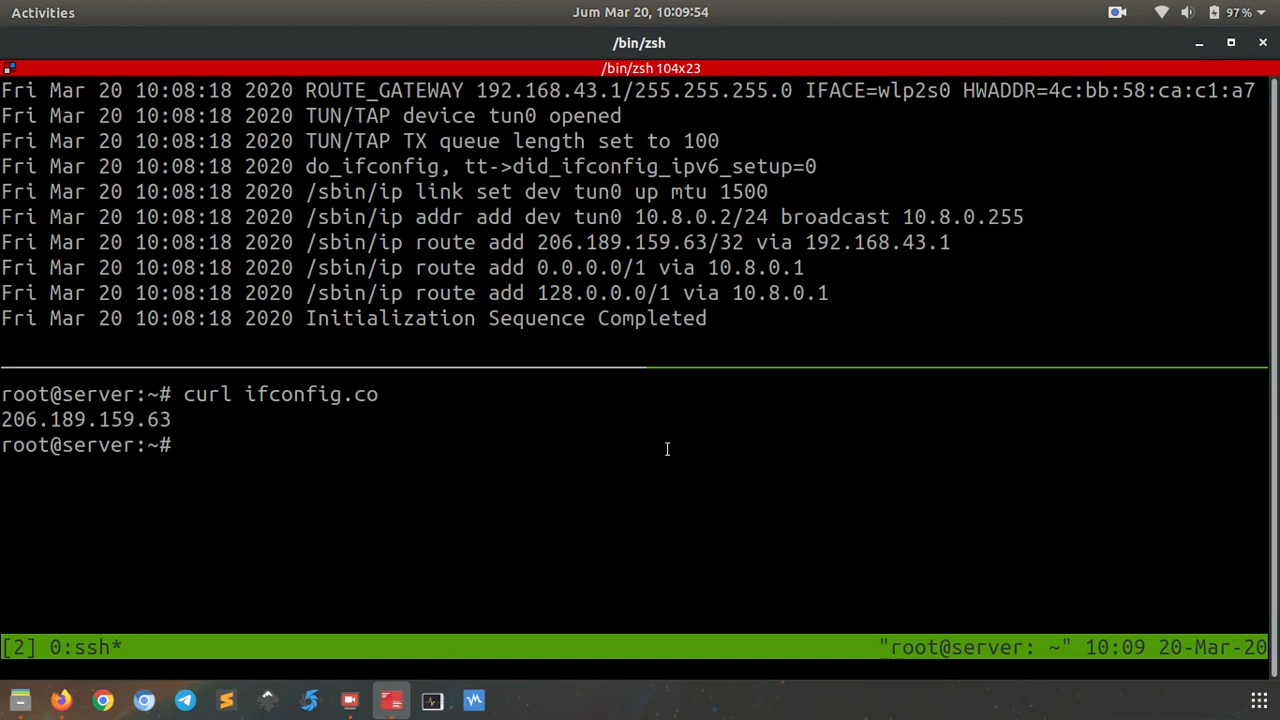 Activities
Jum Mar 20, 10:09:54
97%
/bin/zsh
/bin/zsh 104x23
Fri Mar 20 10:08:18 2020 ROUTE_GATEWAY 192.168.43.1/255.255.255.0 IFACE=wlp2s0 HWADDR=4c:bb:58:ca:c1:a7
Fri Mar 20 10:08:18 2020 TUN/TAP device tun0 opened
Fri Mar 20 10:08:18 2020 TUN/TAP TX queue length set to 100
Fri Mar 20 10:08:18 2020 do_ifconfig, tt->did_ifconfig_ipv6_setup=0
Fri Mar 20 10:08:18 2020 /sbin/ip link set dev tun0 up mtu 1500
Fri Mar 20 10:08:18 2020 /sbin/ip addr add dev tun0 10.8.0.2/24 broadcast 10.8.0.255
Fri Mar 20 10:08:18 2020 /sbin/ip route add 206.189.159.63/32 via 192.168.43.1
Fri Mar 20 10:08:18 2020 /sbin/ip route add 0.0.0.0/1 via 10.8.0.1
Fri Mar 20 10:08:18 2020 /sbin/ip route add 128.0.0.0/1 via 10.8.0.1
Fri Mar 20 10:08:18 2020 Initialization Sequence Completed
root@server:~# curl ifconfig.co
206.189.159.63
root@server:~#
[2] 0:ssh*
"root@server: ~" 10:09 20-Mar-20